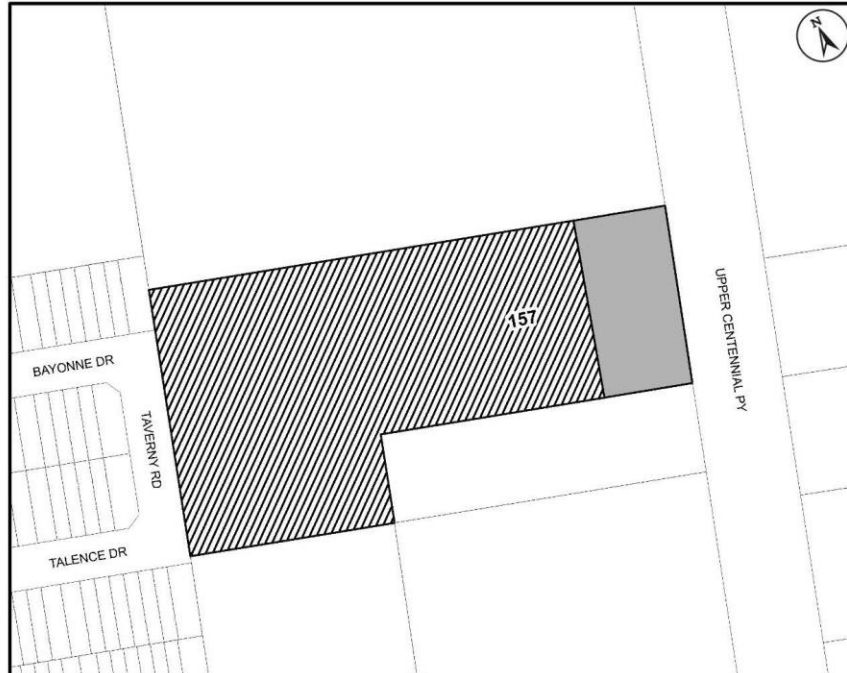 N
157
UPPER CENTENNIAL PY
BAYONNE DR
TAVERNY RD
TALENCE DR